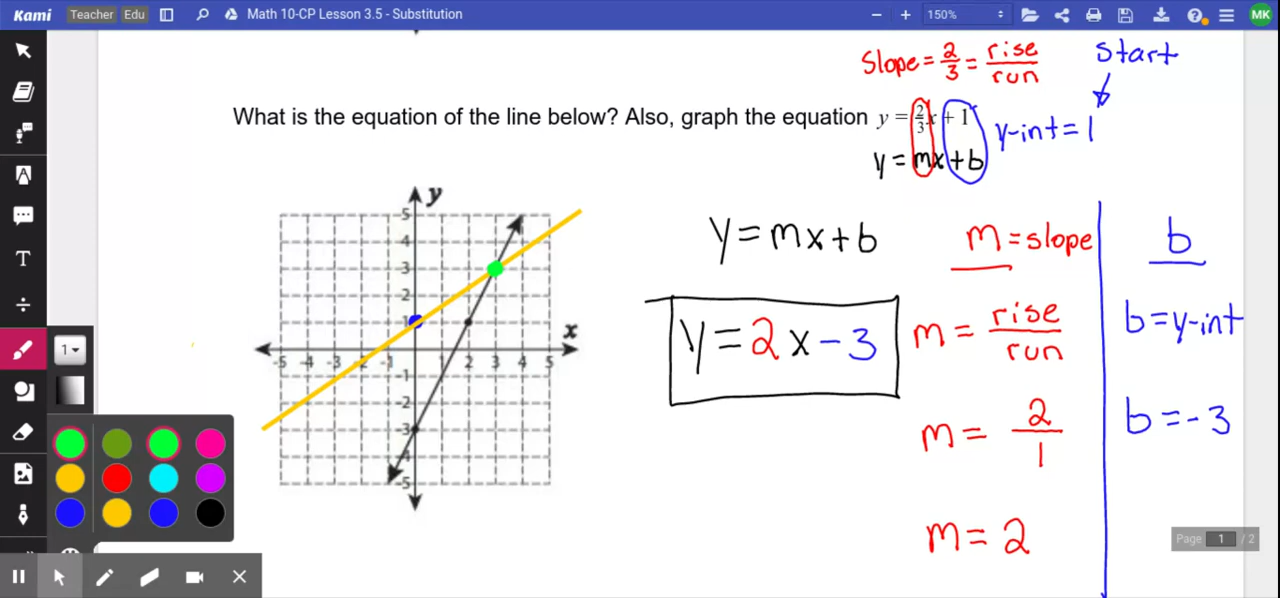 Kami Teacher Edu Math 10-CP Lesson 3.5 - Substitution 150% MK
Slope = 2/3 = rise/run
start
What is the equation of the line below? Also, graph the equation y = 2/3x + 1
y-int = 1
y = mx + b
y
5
4
3
2
1
-5 -4 -3 -2 -1 2 3 4 5
x
-1
-2
-3
4
-5
y = mx + b
y = 2x - 3
m = slope
m = rise/run
m = 2/1
m = 2
b
b = y-int
b = -3
1
T
Page 1 / 2